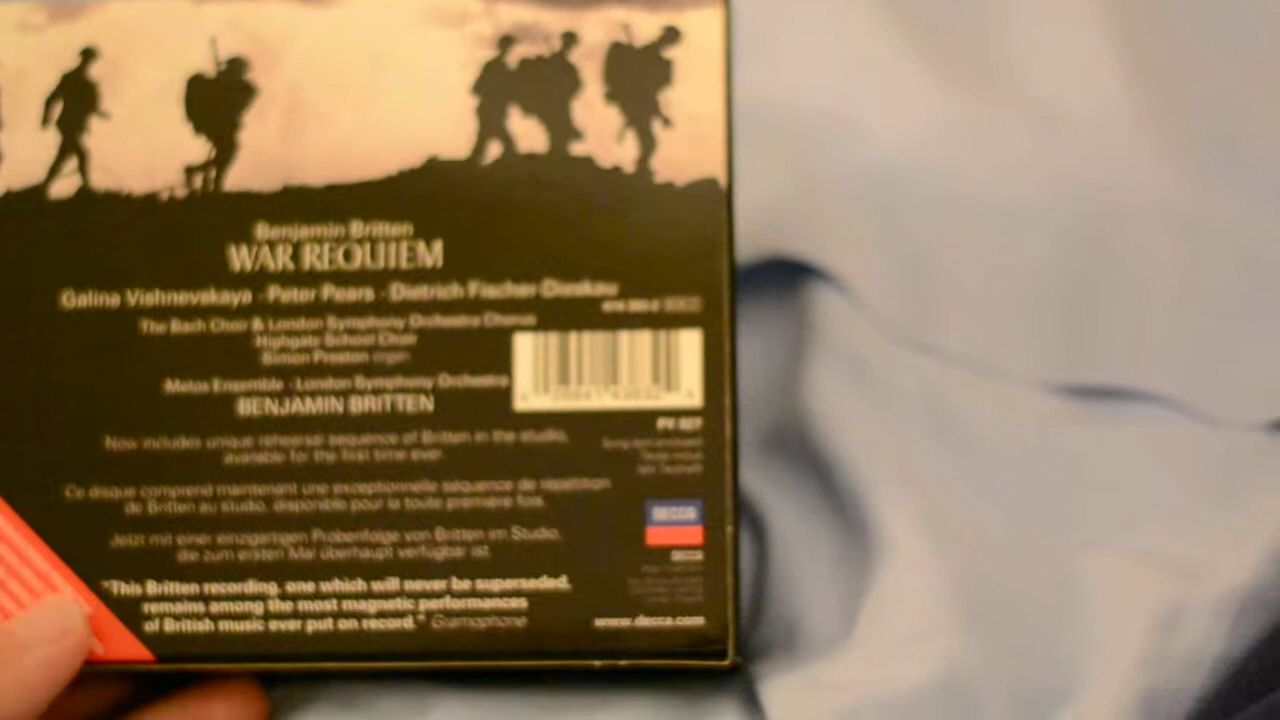 Benjamin Britten
WAR REQUIEM
Galina Vishnevskaya · Peter Pears · Dietrich Fischer-Dieskau
The Bach Choir & London Symphony Orchestra Chorus
Highgate School Choir
Simon Preston organ
Melos Ensemble · London Symphony Orchestra
BENJAMIN BRITTEN
Now includes unique rehearsal sequence of Britten in the studio,
available for the first time ever.
Ce disque comprend maintenant une exceptionnelle séquence de répétition
de Britten au studio, disponible pour la toute première fois.
Jetzt mit einer einzigartigen Probenfolge von Britten im Studio,
die zum ersten Mal überhaupt verfügbar ist.
"This Britten recording, one which will never be superseded,
remains among the most magnetic performances
of British music ever put on record." Gramophone
DECCA
DECCA
www.decca.com